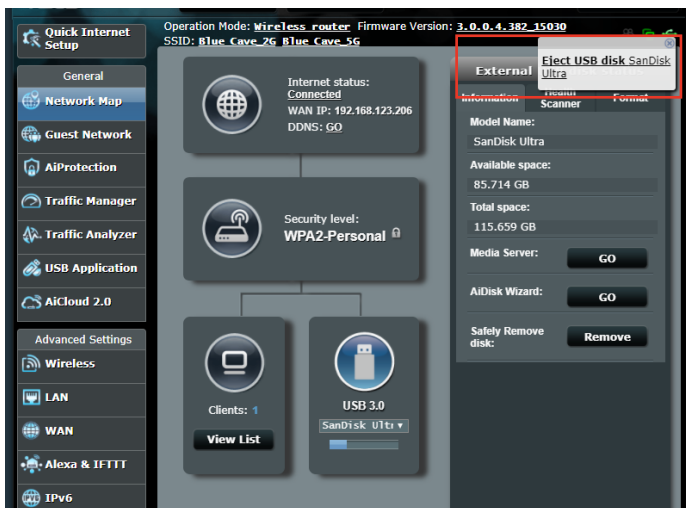 Quick Internet
Setup
Operation Mode: Wireless router Firmware Version: 3.0.0.4.382_15030
SSID: Blue Cave_2G Blue Cave_5G
Eject USB disk SanDisk
Ultra
General
Network Map
Guest Network
AiProtection
Traffic Manager
Traffic Analyzer
USB Application
AiCloud 2.0
Advanced Settings
Wireless
LAN
WAN
Alexa & IFTTT
IPv6
Internet status:
Connected
WAN IP: 192.168.123.206
DDNS: GO
Security level:
WPA2-Personal
Clients: 1
View List
USB 3.0
SanDisk Ultr
External
Information
Scanner
Format
Model Name:
SanDisk Ultra
Available space:
85.714 GB
Total space:
115.659 GB
Media Server:
GO
AiDisk Wizard:
GO
Safely Remove
disk:
Remove